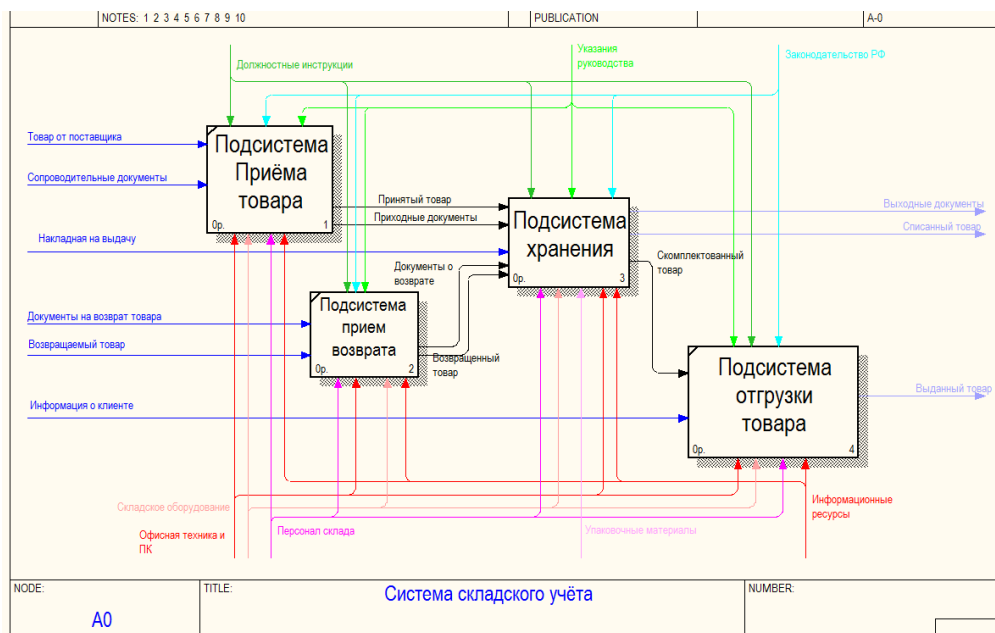 NOTES: 1 2 3 4 5 6 7 8 9 10
PUBLICATION
A-0
Должностные инструкции
Указания
руководства
Законодательство РФ
Товар от поставщика
Сопроводительные документы
Накладная на выдачу
Подсистема
Приёма
товара
0р.
1
Принятый товар
Приходные документы
Подсистема
хранения
0р.
3
Выходные документы
Списанный товар
Документы о
возврате
Скомплектованный
товар
Документы на возврат товара
Возвращаемый товар
Подсистема
прием
возврата
0р.
2
Возвращенный
товар
Информация о клиенте
Подсистема
отгрузки
товара
0р.
4
Выданный товар
Складское оборудование
Офисная техника и
ПК
Персонал склада
Упаковочные материалы
Информационные
ресурсы
NODE:
A0
TITLE:
Система складского учёта
NUMBER: